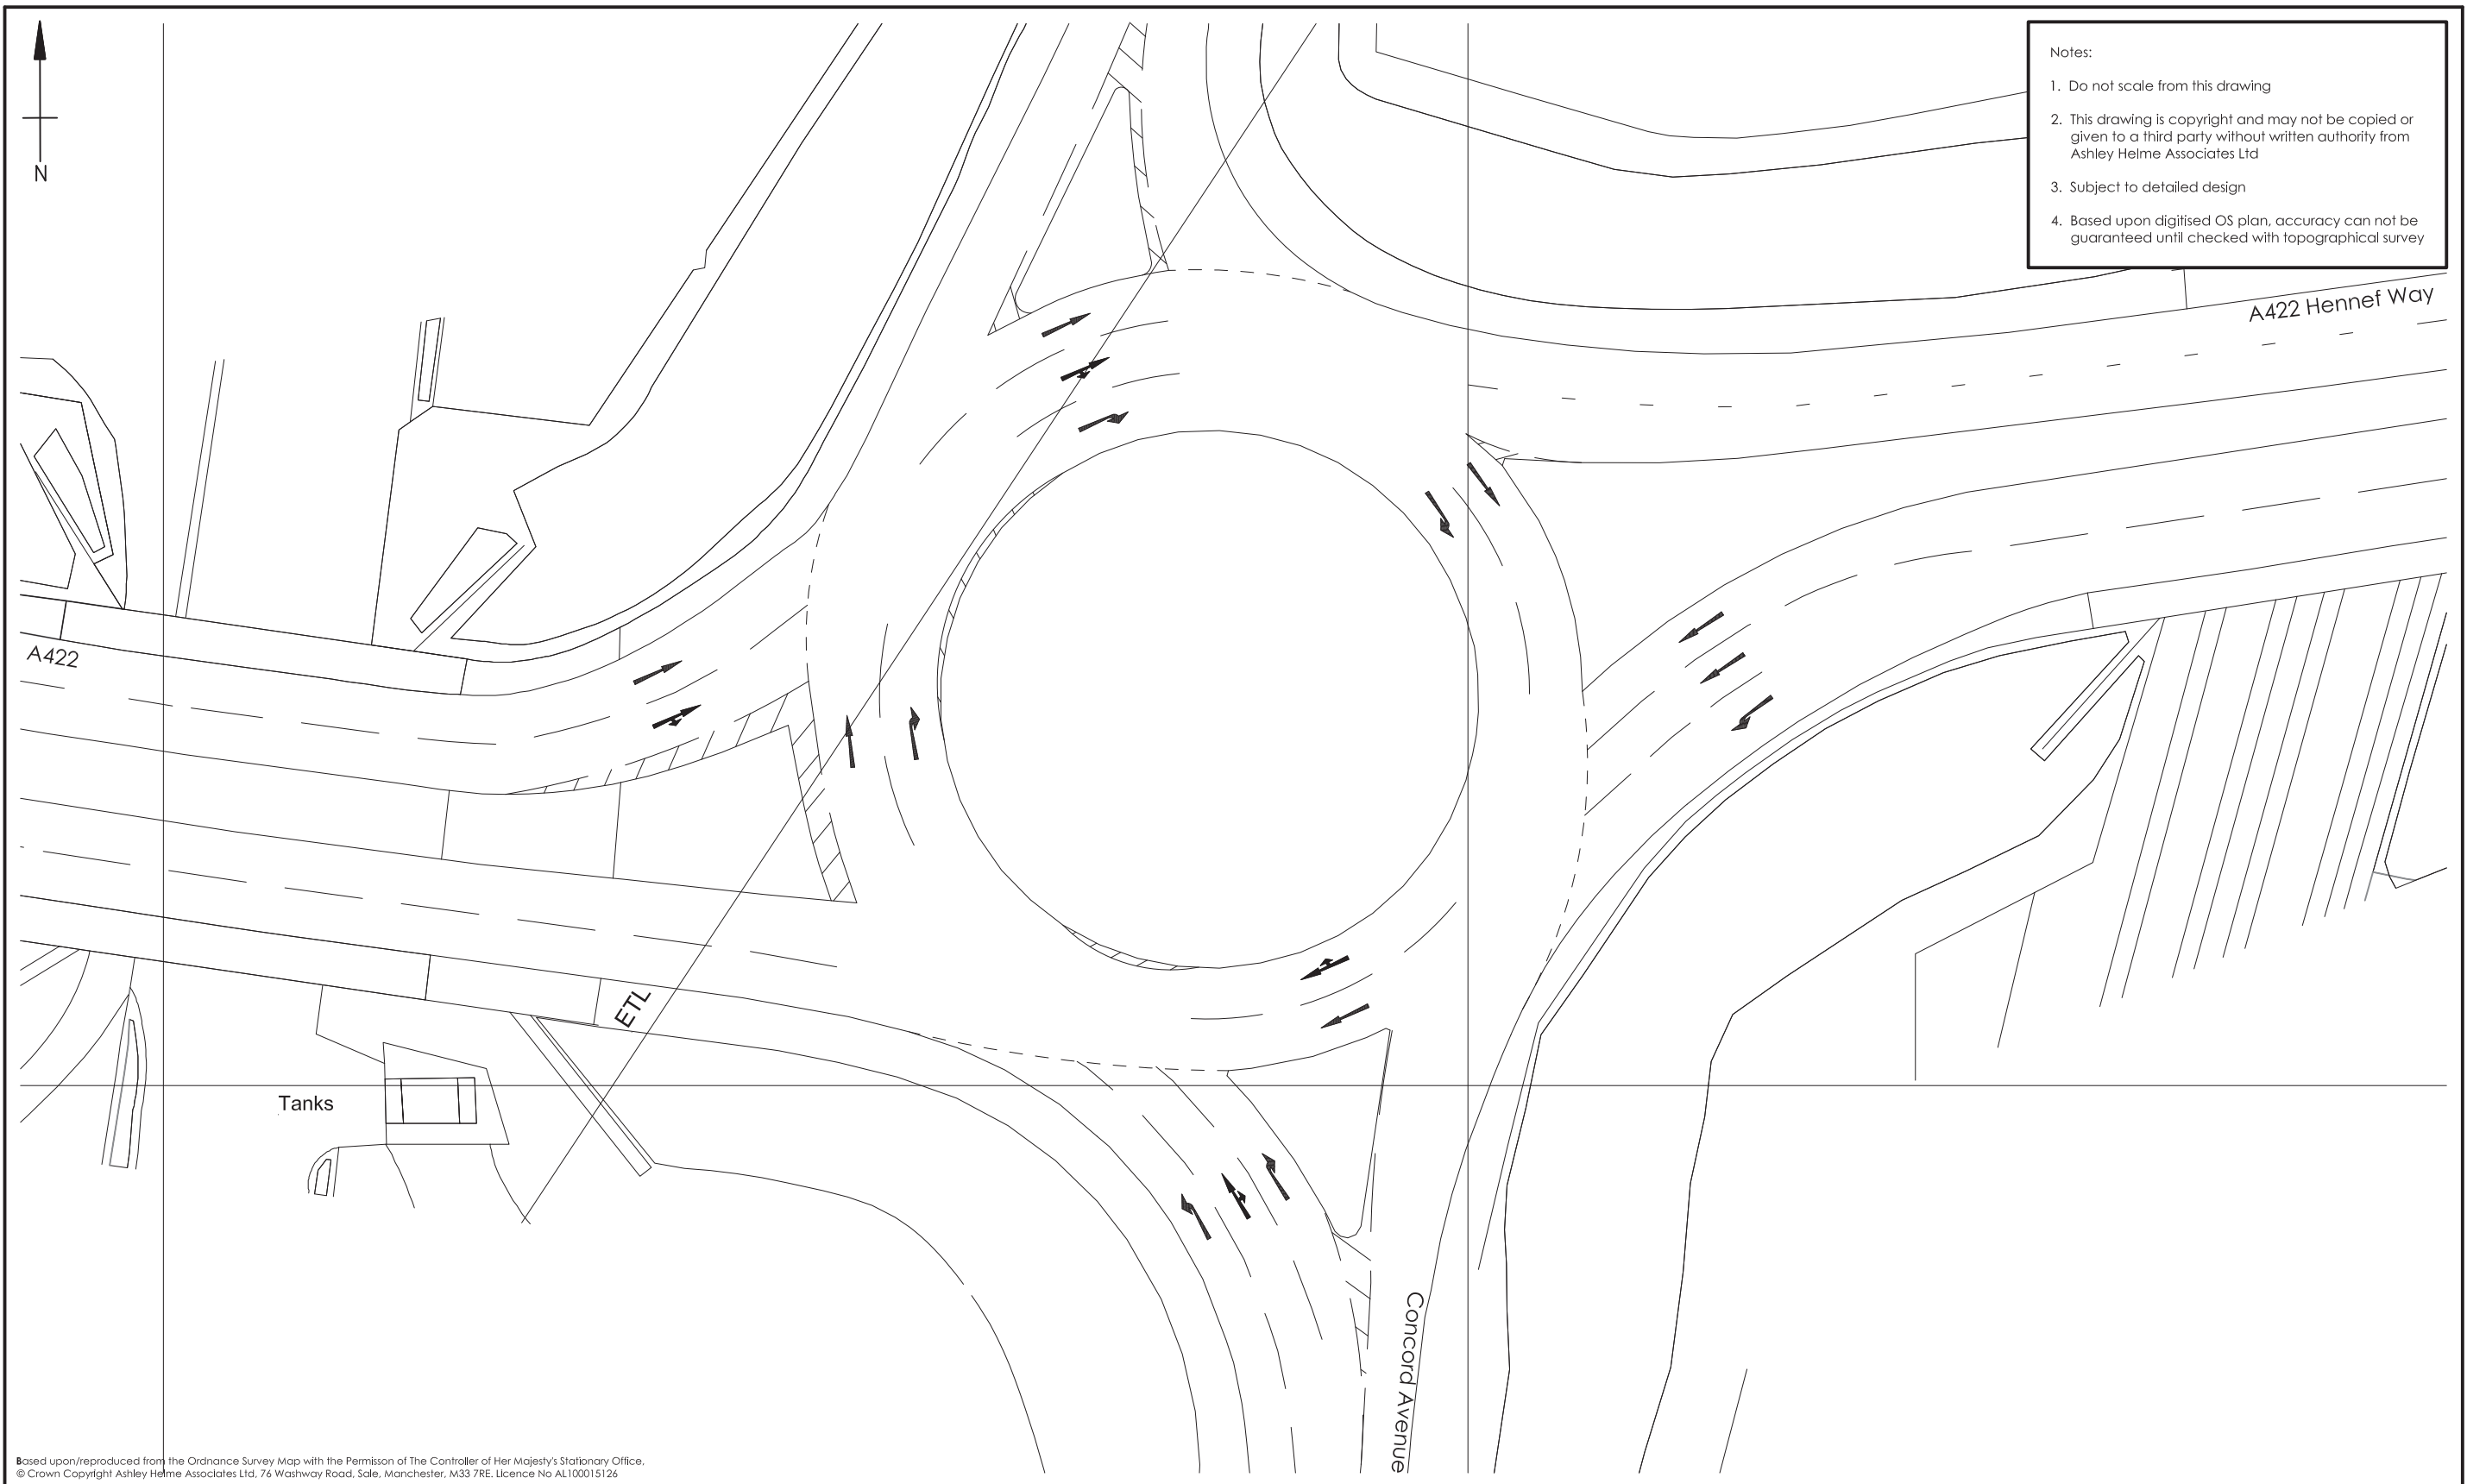 N
Notes:
1. Do not scale from this drawing
2. This drawing is copyright and may not be copied or
given to a third party without written authority from
Ashley Helme Associates Ltd
3. Subject to detailed design
4. Based upon digitised OS plan, accuracy can not be
guaranteed until checked with topographical survey
A422 Hennef Way
A422
ETL
Tanks
Concord Avenue
Based upon/reproduced from the Ordnance Survey Map with the Permisson of The Controller of Her Majesty's Stationary Office.
© Crown Copyright Ashley Helme Associates Ltd, 76 Washway Road, Sale, Manchester, M33 7RE. Licence No AL100015126